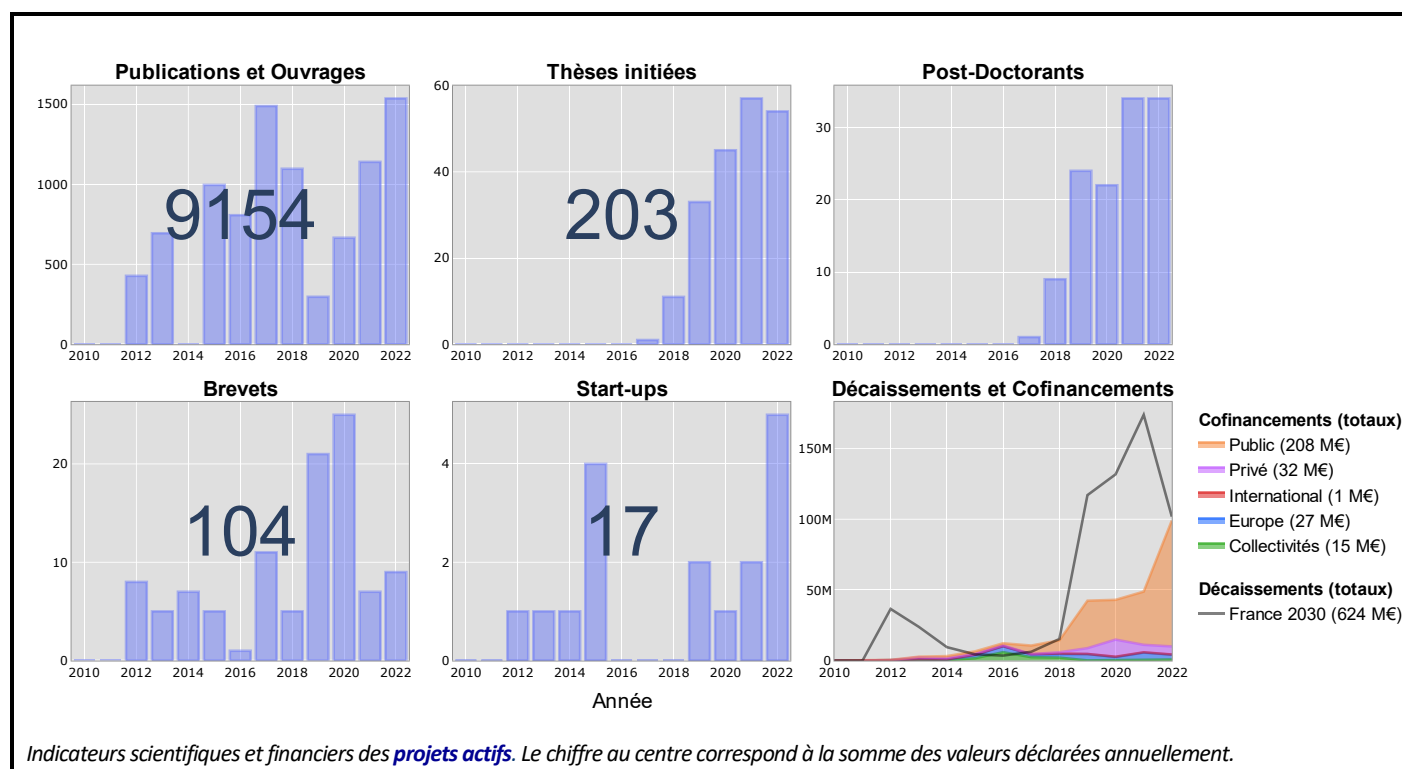 Publications et Ouvrages
Thèses initiées
Post-Doctorants
1500
1000
500
0
9154
2010 2012 2014 2016 2018 2020 2022
60
40
20
0
203
2010 2012 2014 2016 2018 2020 2022
30
20
10
0
2010 2012 2014 2016 2018 2020 2022
Brevets
Start-ups
Décaissements et Cofinancements
20
10
0
104
2010 2012 2014 2016 2018 2020 2022
4
2
0
17
2010 2012 2014 2016 2018 2020 2022
Année
150M
100M
50M
0
2010 2012 2014 2016 2018 2020 2022
Cofinancements (totaux)
Public (208 M€)
Privé (32 M€)
International (1 M€)
Europe (27 M€)
Collectivités (15 M€)
Décaissements (totaux)
France 2030 (624 M€)
Indicateurs scientifiques et financiers des projets actifs. Le chiffre au centre correspond à la somme des valeurs déclarées annuellement.